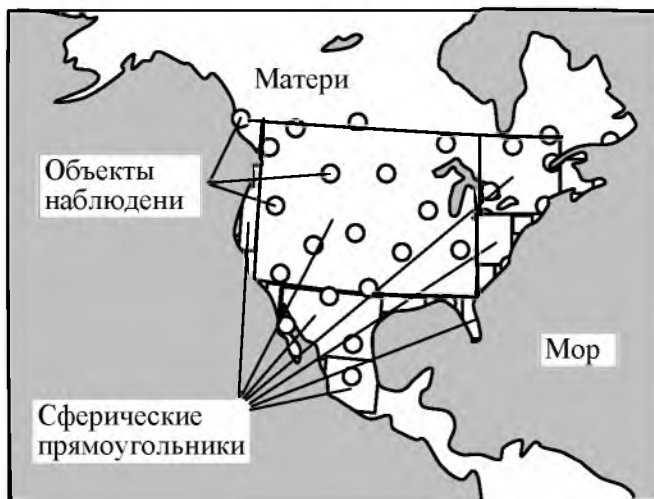 Матери
Объекты
наблюдени
Мор
Сферические
прямоугольники